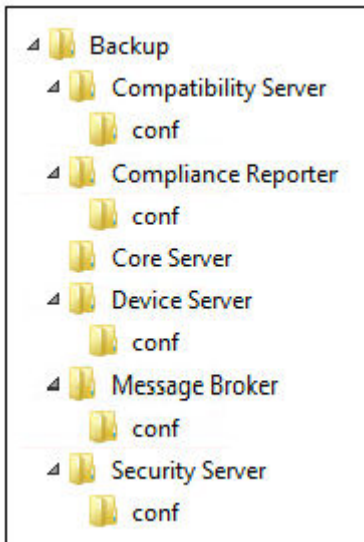 Backup
Compatibility Server
conf
Compliance Reporter
conf
Core Server
Device Server
conf
Message Broker
conf
Security Server
conf